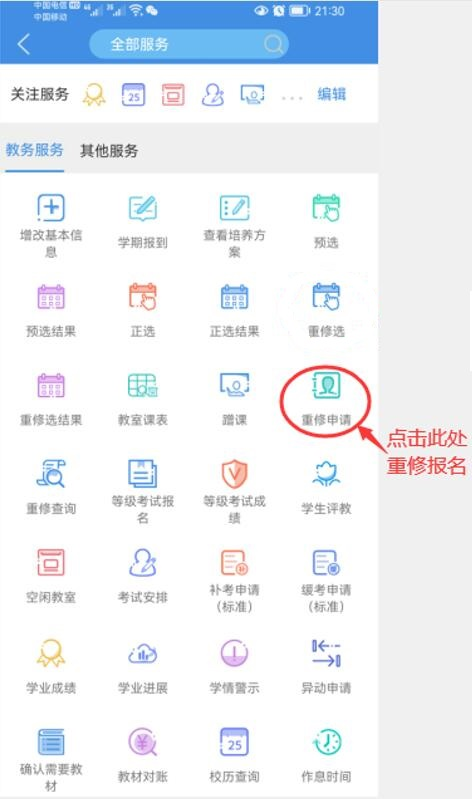 中国电信HD 4G 3G 21:30
中国移动
全部服务
关注服务 25 ... 编辑
教务服务 其他服务
增改基本信息 学期报到 查看培养方案 预选
预选结果 正选 正选结果 重修选
重修选结果 教室课表 蹭课 重修申请
点击此处
重修报名
重修查询 等级考试报名 等级考试成绩 学生评教
空闲教室 考试安排 补考申请（标准） 缓考申请（标准）
学业成绩 学业进展 学情警示 异动申请
确认需要教材 教材对账 25 校历查询 作息时间